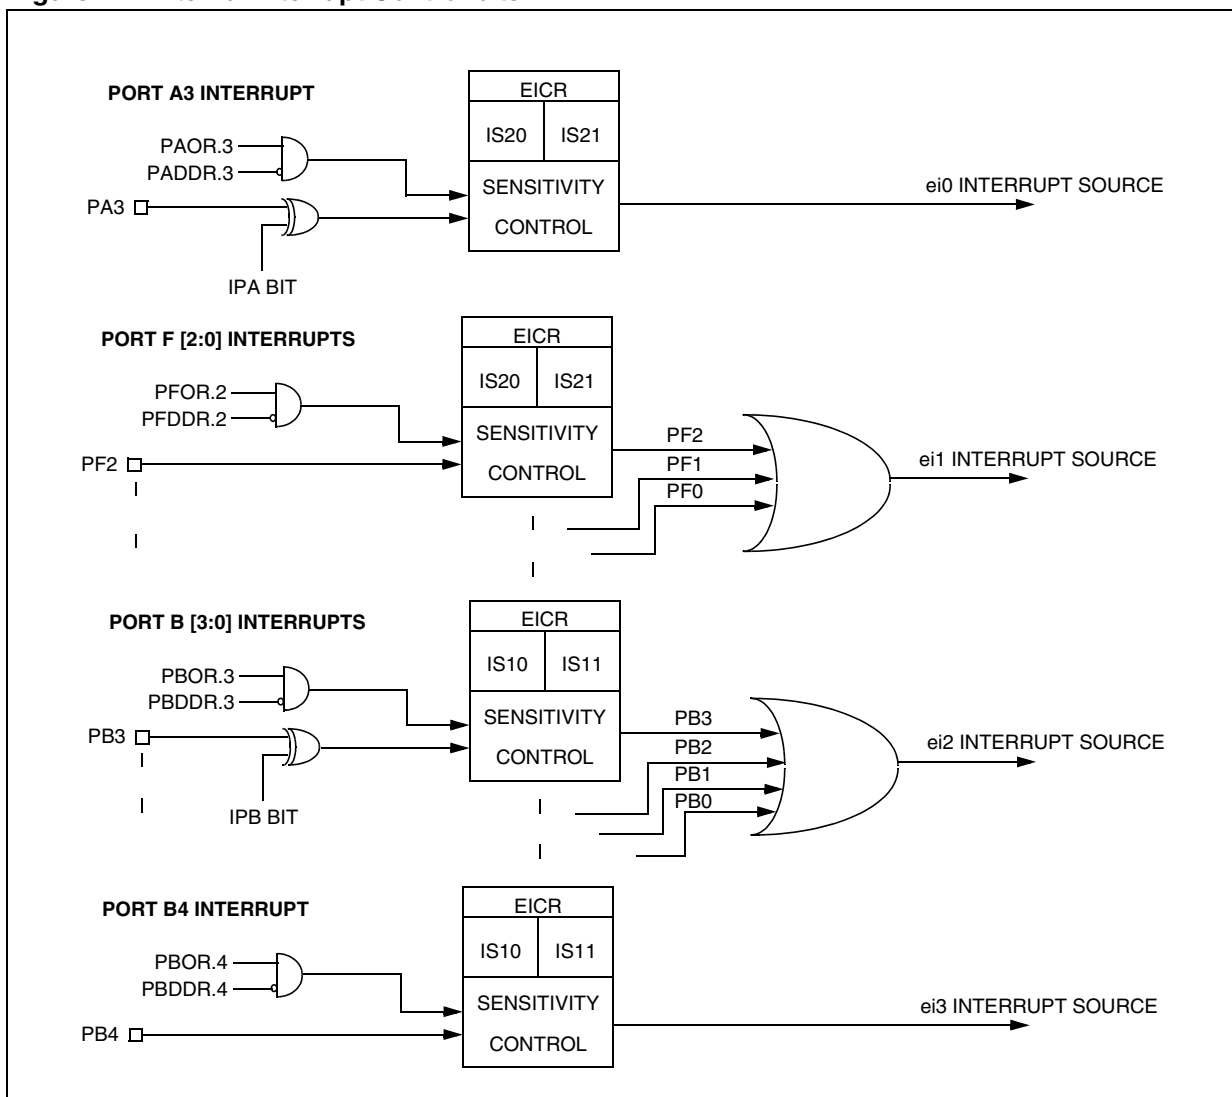 PORT A3 INTERRUPT
EICR
IS20 IS21
PAOR.3
PADDR.3
SENSITIVITY
CONTROL
PA3
IPA BIT
ei0 INTERRUPT SOURCE
PORT F [2:0] INTERRUPTS
EICR
IS20 IS21
PFOR.2
PFDDR.2
SENSITIVITY
CONTROL
PF2
PF2
PF1
PF0
ei1 INTERRUPT SOURCE
PORT B [3:0] INTERRUPTS
EICR
IS10 IS11
PBOR.3
PBDDR.3
SENSITIVITY
CONTROL
PB3
IPB BIT
PB3
PB2
PB1
PB0
ei2 INTERRUPT SOURCE
PORT B4 INTERRUPT
EICR
IS10 IS11
PBOR.4
PBDDR.4
SENSITIVITY
CONTROL
PB4
ei3 INTERRUPT SOURCE